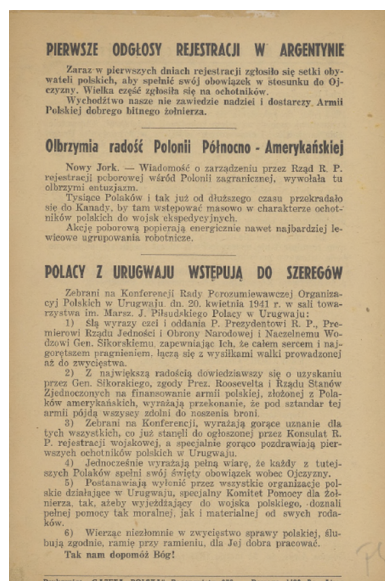 PIERWSZE ODGŁOSY REJESTRACJI W ARGENTYNIE
Zaraz w pierwszych dniach rejestracji zgłosiło się setki oby-
wateli polskich, aby spełnić swój obowiązek w stosunku do Oj-
czyzny. Wielka część zgłosiła się na ochotników.
Wychodźtwo nasze nie zawiedzie nadziei i dostarczy Armii
Polskiej dobrego bitnego żołnierza.
Olbrzymia radość Polonii Północno - Amerykańskiej
Nowy Jork. — Wiadomość o zarządzeniu przez Rząd R. P.
rejestracji poborowej wśród Polonii zagranicznej, wywołała tu
olbrzymi entuzjazm.
Tysiące Polaków i tak już od dłuższego czasu przekradało
się do Kanady, by tam wstępować masowo w charakterze ochot-
ników polskich do wojsk ekspedycyjnych.
Akcję poborową popierają energicznie nawet najbardziej le-
wicowe ugrupowania robotnicze.
POLACY Z URUGWAJU WSTĘPUJĄ DO SZEREGÓW
Zebrani na Konferencji Rady Porozumiewawczej Organiza-
cyj Polskich w Urugwaju dn. 20. kwietnia 1941 r. w sali towa-
rzystwa im. Marsz. J. Piłsudskiego Polacy w Urugwaju:
1) Ślą wyrazy czci i oddania P. Prezydentowi R. P., Pre-
mierowi Rządu Jedności i Obrony Narodowej i Naczelnemu Wo-
dzowi Gen. Sikorskiemu, zapewniając Ich, że całem sercem i naj-
gorętszem pragnieniem, łączą się z wysiłkami walki prowadzonej
aż do zwycięstwa.
2) Z największą radością dowiedziawszy się o uzyskaniu
przez Gen. Sikorskiego, zgody Prez. Roosevelta i Rządu Stanów
Zjednoczonych na finansowanie armii polskiej, złożonej z Pola-
ków amerykańskich, wyrażają przekonanie, że pod sztandar tej
armii pójdą wszyscy zdolni do noszenia broni.
3) Zebrani na Konferencji, wyrażają gorące uznanie dla
tych wszystkich, co już stanęli do ogłoszonej przez Konsulat R.
P. rejestracji wojskowej, a specjalnie gorąco pozdrawiają pier-
wszych ochotników polskich w Urugwaju.
4) Jednocześnie wyrażają pełną wiarę, że każdy z tutej-
szych Polaków spełni swój święty obowiązek wobec Ojczyzny.
5) Postanawiają wyłonić przez wszystkie organizacje pol-
skie działające w Urugwaju, specjalny Komitet Pomocy dla żoł-
nierza, tak, ażeby wyjeżdżający do wojska polskiego, doznali
pełnej pomocy tak moralnej, jak i materialnej od swych roda-
ków.
6) Wierząc niezłomnie w zwycięstwo sprawy polskiej, ślu-
bują zgodnie, ramię przy ramieniu, dla Jej dobra pracować.
Tak nam dopomóż Bóg!